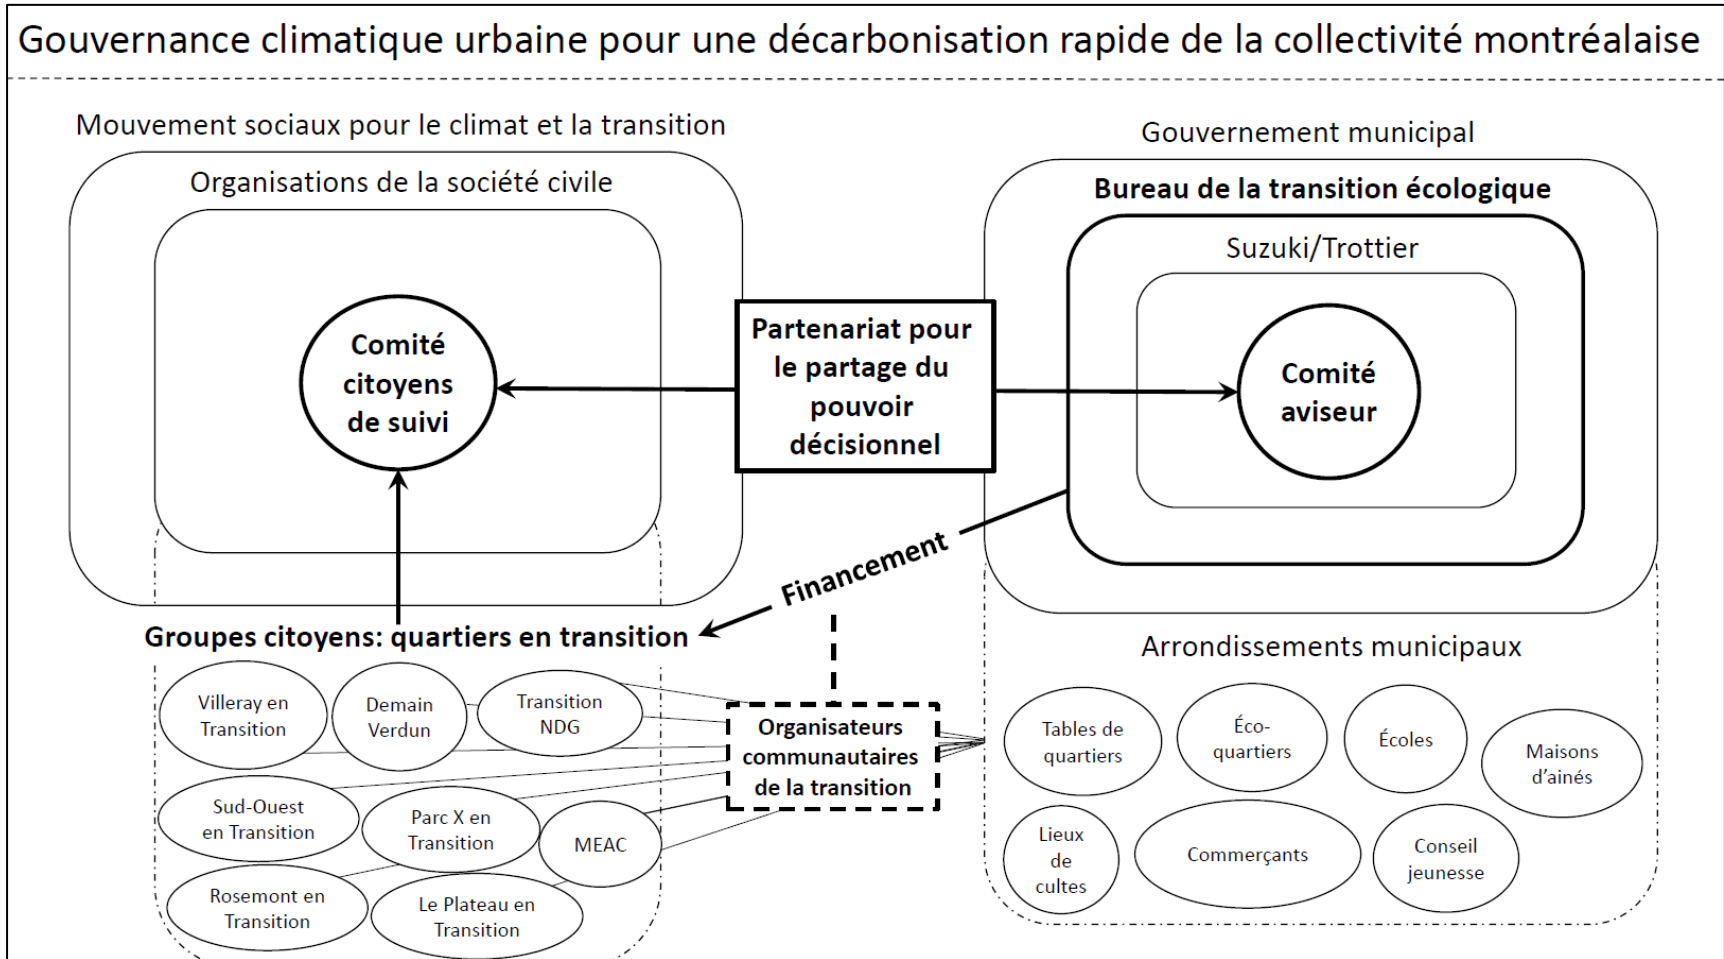 Gouvernance climatique urbaine pour une décarbonisation rapide de la collectivité montréalaise
Mouvement sociaux pour le climat et la transition
Organisations de la société civile
Comité
citoyens
de suivi
Partenariat pour
le partage du
pouvoir
décisionnel
Gouvernement municipal
Bureau de la transition écologique
Suzuki/Trottier
Comité
aviseur
Financement
Groupes citoyens: quartiers en transition
Villeray en
Transition
Demain
Verdun
Transition
NDG
Sud-Ouest
en Transition
Parc X en
Transition
MEAC
Rosemont en
Transition
Le Plateau en
Transition
Organisateurs
communautaires
de la transition
Arrondissements municipaux
Tables de
quartiers
Éco-
quartiers
Écoles
Maisons
d'ainés
Lieux
de
cultes
Commerçants
Conseil
jeunesse